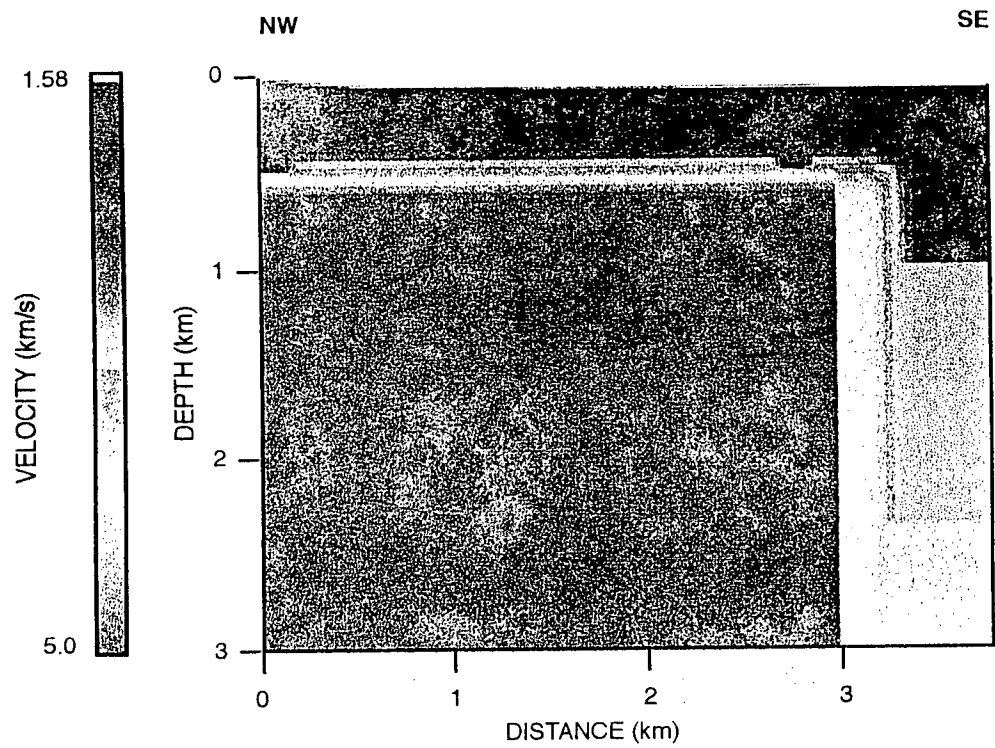 NW
SE
1.58
5.0
VELOCITY (km/s)
0
1
2
3
DEPTH (km)
0
1
2
3
DISTANCE (km)